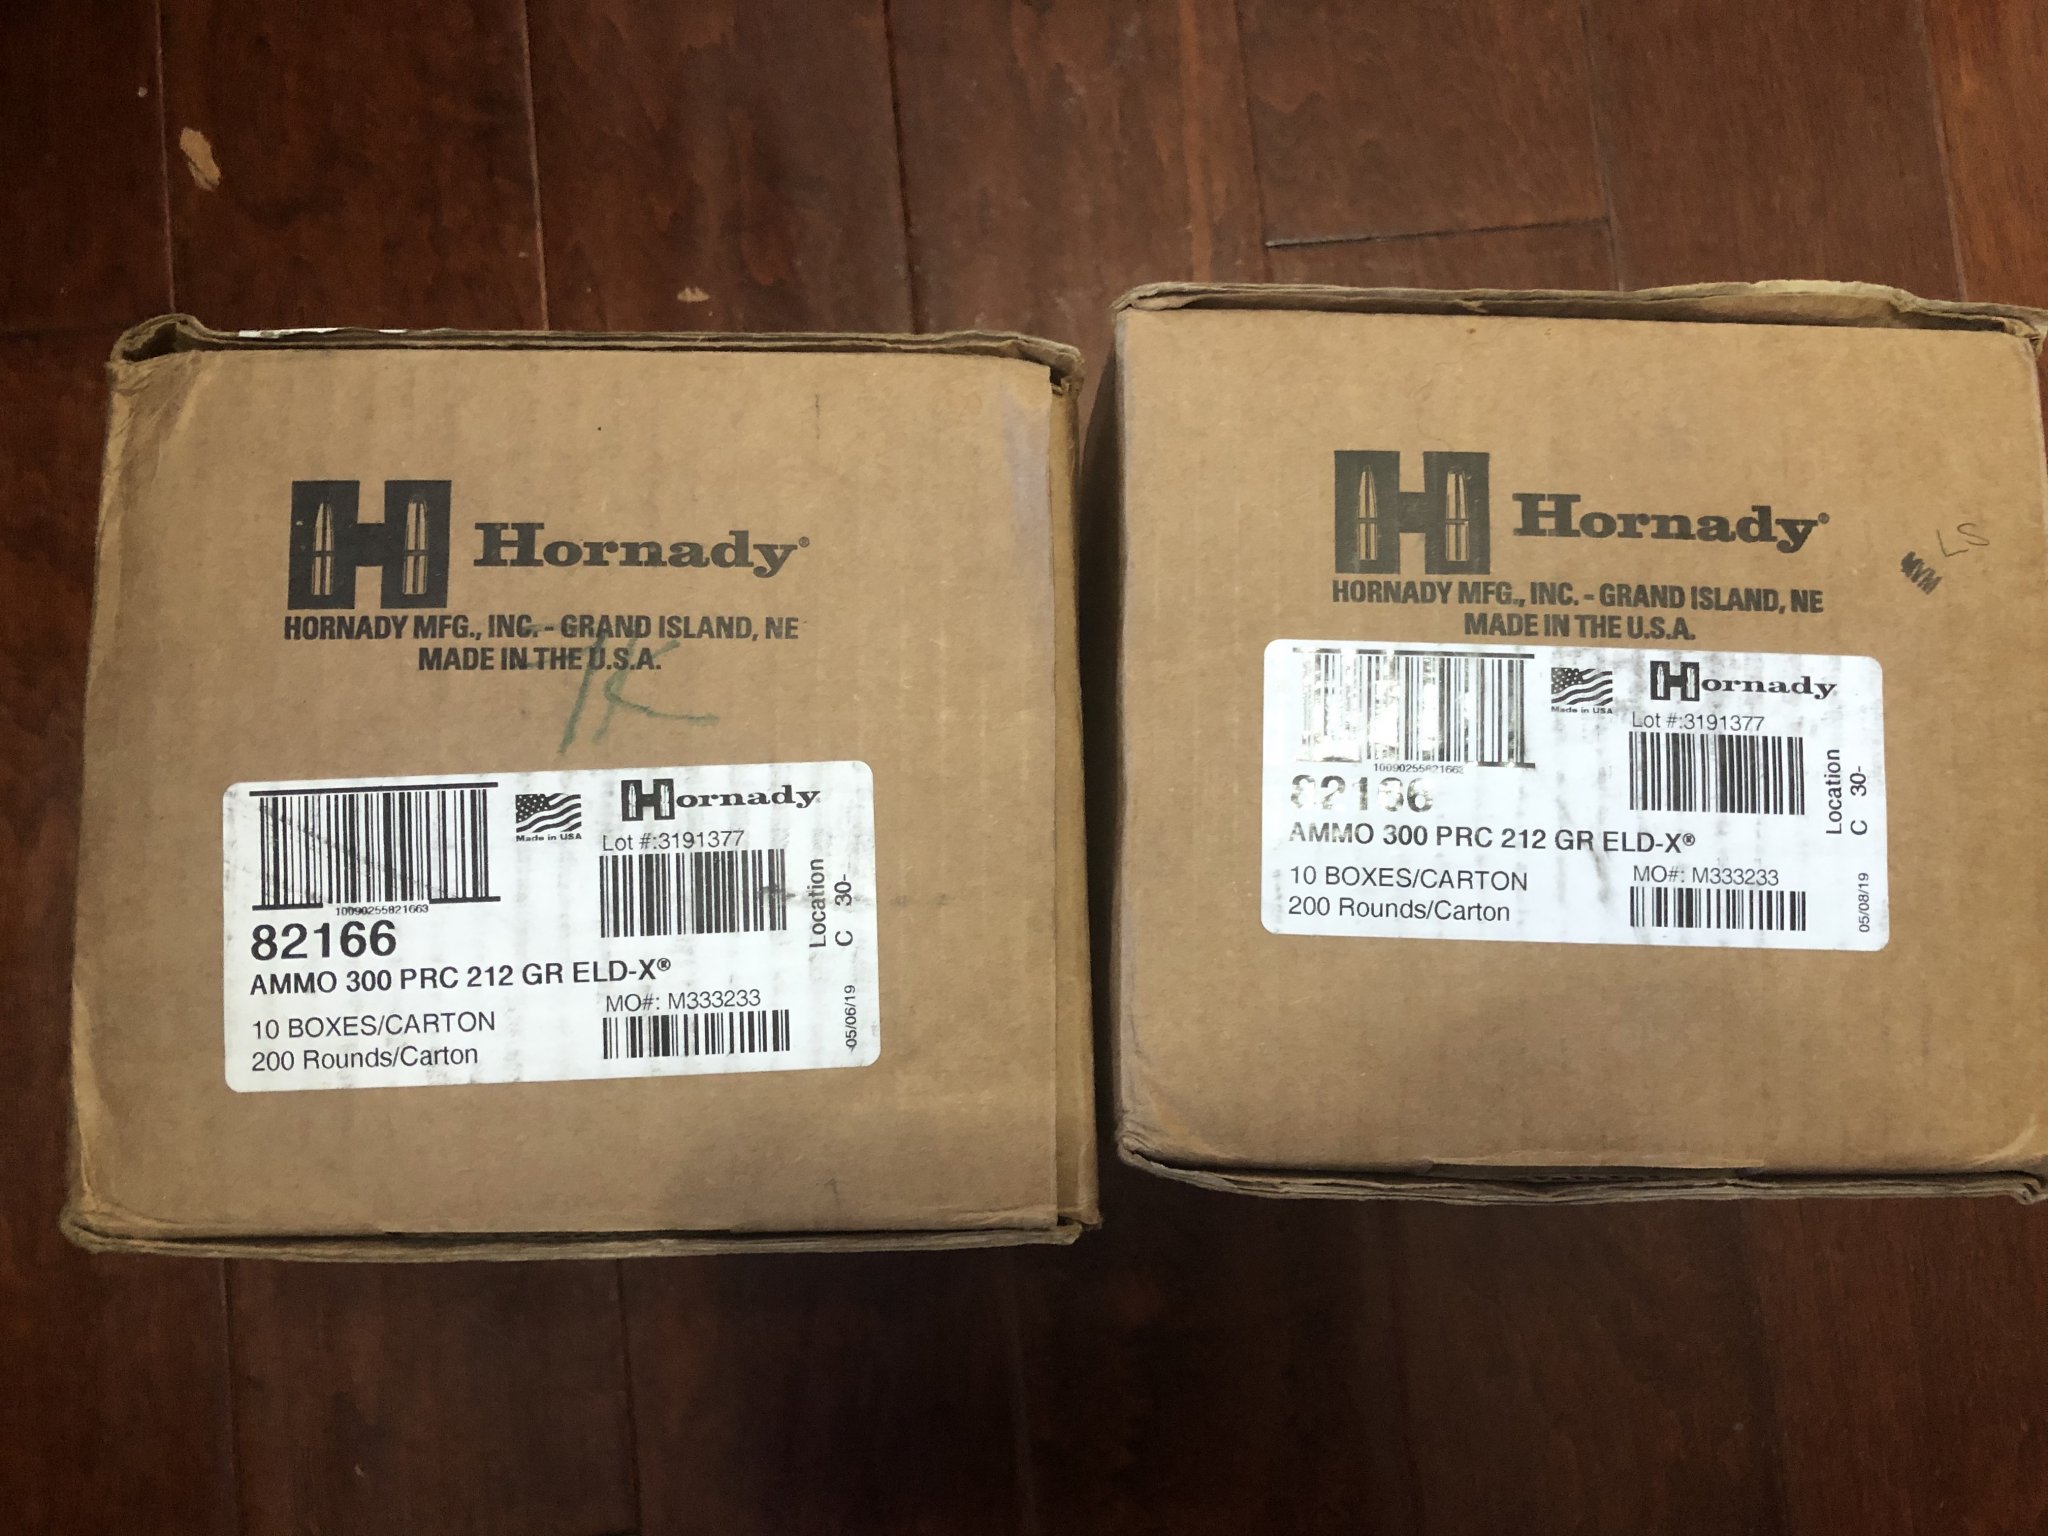 Hornady®
HORNADY MFG., INC. - GRAND ISLAND, NE
MADE IN THE U.S.A.
Made in USA
Hornady
Lot #:3191377
10090255821663
82166
AMMO 300 PRC 212 GR ELD-X®
MO#: M333233
10 BOXES/CARTON
200 Rounds/Carton
Location
C 30-
05/06/19
Hornady®
LS
HORNADY MFG., INC. - GRAND ISLAND, NE
MADE IN THE U.S.A.
Made in USA
Hornady
Lot #:3191377
10090255821663
82166
AMMO 300 PRC 212 GR ELD-X®
MO#: M333233
10 BOXES/CARTON
200 Rounds/Carton
Location
C 30-
05/08/19